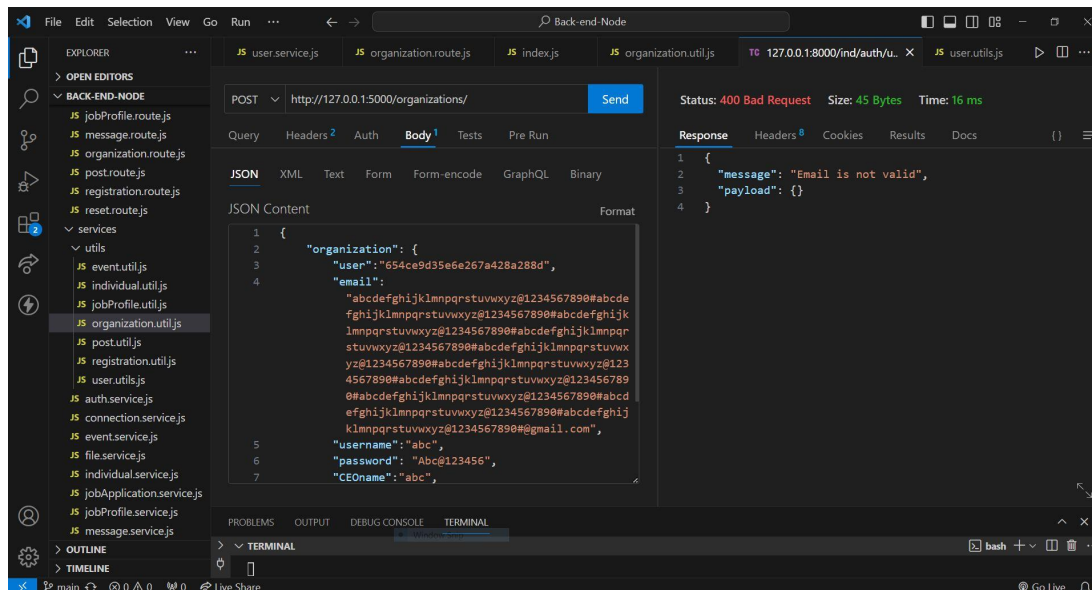 File Edit Selection View Go Run ··· ← → Back-end-Node
EXPLORER ···
> OPEN EDITORS
BACK-END-NODE
JS jobProfile.route.js
JS message.route.js
JS organization.route.js
JS post.route.js
JS registration.route.js
JS reset.route.js
services
utils
JS event.util.js
JS individual.util.js
JS jobProfile.util.js
JS organization.util.js
JS post.util.js
JS registration.util.js
JS user.utils.js
JS auth.service.js
JS connection.service.js
JS event.service.js
JS file.service.js
JS individual.service.js
JS jobApplication.service.js
JS jobProfile.service.js
JS message.service.js
> OUTLINE
> TIMELINE
2
JS user.service.js JS organization.route.js JS index.js JS organization.util.js TC 127.0.0.1:8000/ind/auth/u.. × JS user.utils.js ···
POST http://127.0.0.1:5000/organizations/ Send
Query Headers 2 Auth Body 1 Tests Pre Run
JSON XML Text Form Form-encode GraphQL Binary
JSON Content Format
1 {
2 "organization": {
3 "user":"654ce9d35e6e267a428a288d",
4 "email":
"abcdefghijklmnpqrstuvwxyz@1234567890#abcde
fghijklmnpqrstuvwxyz@1234567890#abcdefghijk
lmnpqrstuvwxyz@1234567890#abcdefghijklmnpqr
stuvwxyz@1234567890#abcdefghijklmnpqrstuvwx
yz@1234567890#abcdefghijklmnpqrstuvwxyz@123
4567890#abcdefghijklmnpqrstuvwxyz@123456789
0#abcdefghijklmnpqrstuvwxyz@1234567890#abcd
efghijklmnpqrstuvwxyz@1234567890#abcdefghij
klmnpqrstuvwxyz@1234567890#@gmail.com",
5 "username":"abc",
6 "password": "Abc@123456",
7 "CEOname":"abc",
Status: 400 Bad Request Size: 45 Bytes Time: 16 ms
Response Headers 8 Cookies Results Docs {}
1 {
2 "message": "Email is not valid",
3 "payload": {}
4 }
PROBLEMS OUTPUT DEBUG CONSOLE TERMINAL
TERMINAL bash
main 0 0 0 Live Share Go Live